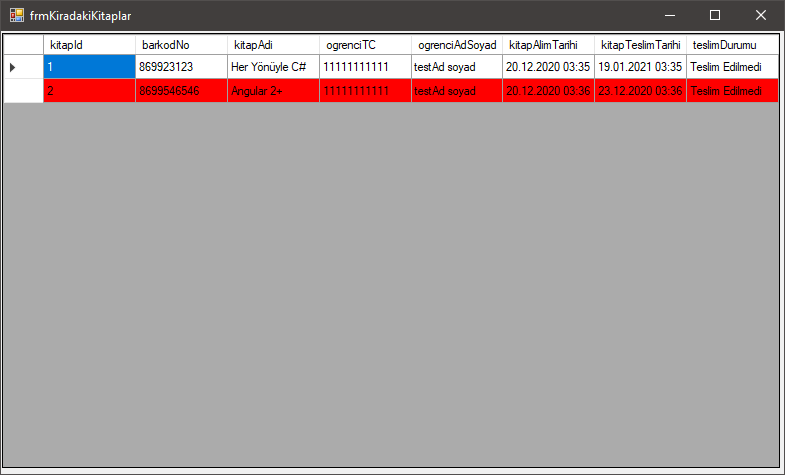 frmKiradakiKitaplar
kitapId barkodNo kitapAdi ogrenciTC ogrenciAdSoyad kitapAlimTarihi kitapTeslimTarihi teslimDurumu
1 869923123 Her Yönüyle C# 11111111111 testAd soyad 20.12.2020 03:35 19.01.2021 03:35 Teslim Edilmedi
2 8699546546 Angular 2+ 11111111111 testAd soyad 20.12.2020 03:36 23.12.2020 03:36 Teslim Edilmedi